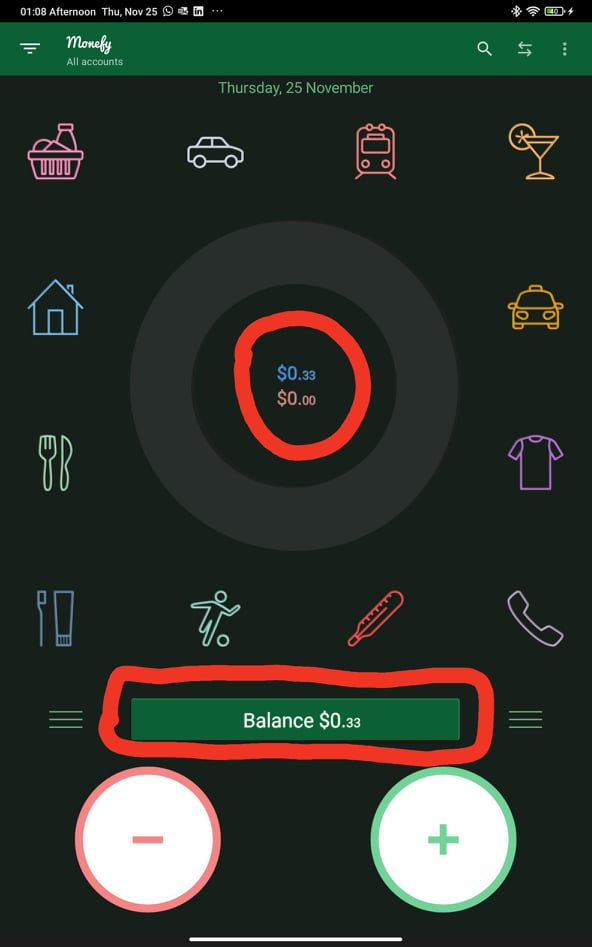 01:08 Afternoon Thu, Nov 25 ··· 40
Monefy
All accounts
Thursday, 25 November
$0.33
$0.00
Balance $0.33